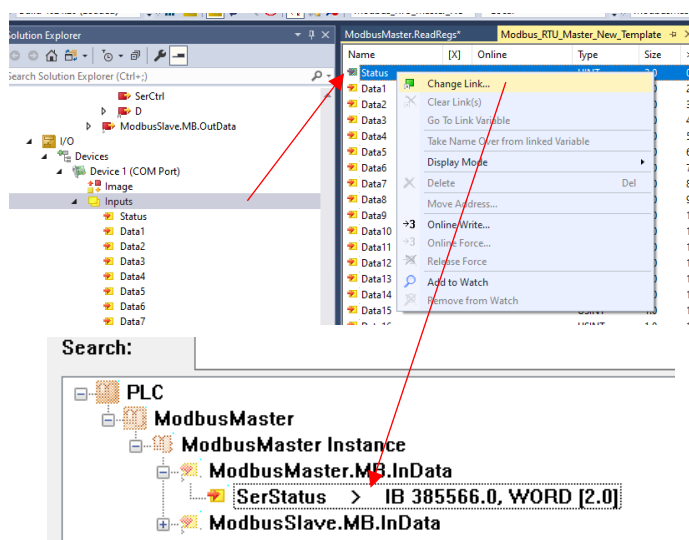 Solution Explorer
Search Solution Explorer (Ctrl+;)
SerCtrl
D
ModbusSlave.MB.OutData
I/O
Devices
Device 1 (COM Port)
Image
Inputs
Status
Data1
Data2
Data3
Data4
Data5
Data6
Data7
ModbusMaster.ReadRegs* Modbus_RTU_Master_New_Template
Name [X] Online Type Size
Status
Data1
Data2
Data3
Data4
Data5
Data6
Data7
Data8
Data9
Data10
Data11
Data12
Data13
Data14
Data15
Change Link...
Clear Link(s)
Go To Link Variable
Take Name Over from linked Variable
Display Mode
Delete Del
Move Address...
Online Write...
Online Force...
Release Force
Add to Watch
Remove from Watch
Search:
PLC
ModbusMaster
ModbusMaster Instance
ModbusMaster.MB.InData
SerStatus > IB 385566.0, WORD [2.0]
ModbusSlave.MB.InData